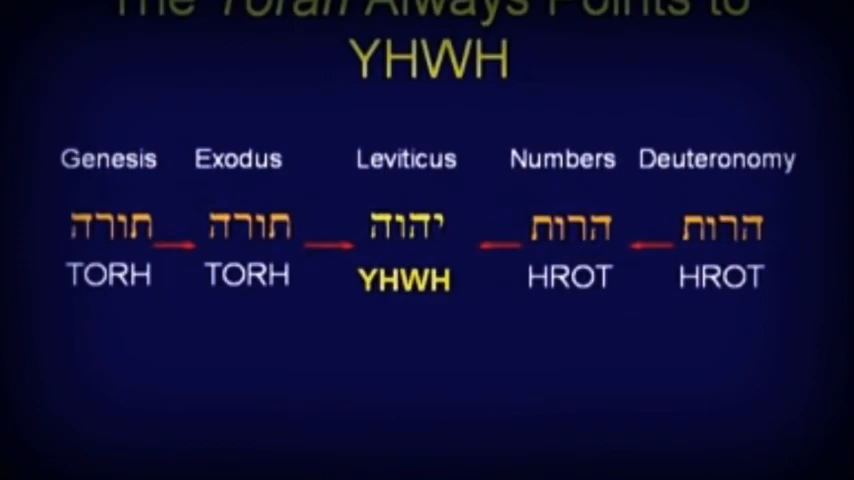 The Torah Always Points to
YHWH
Genesis Exodus Leviticus Numbers Deuteronomy
תורה תורה יהוה הרות הרות
TORH TORH YHWH HROT HROT